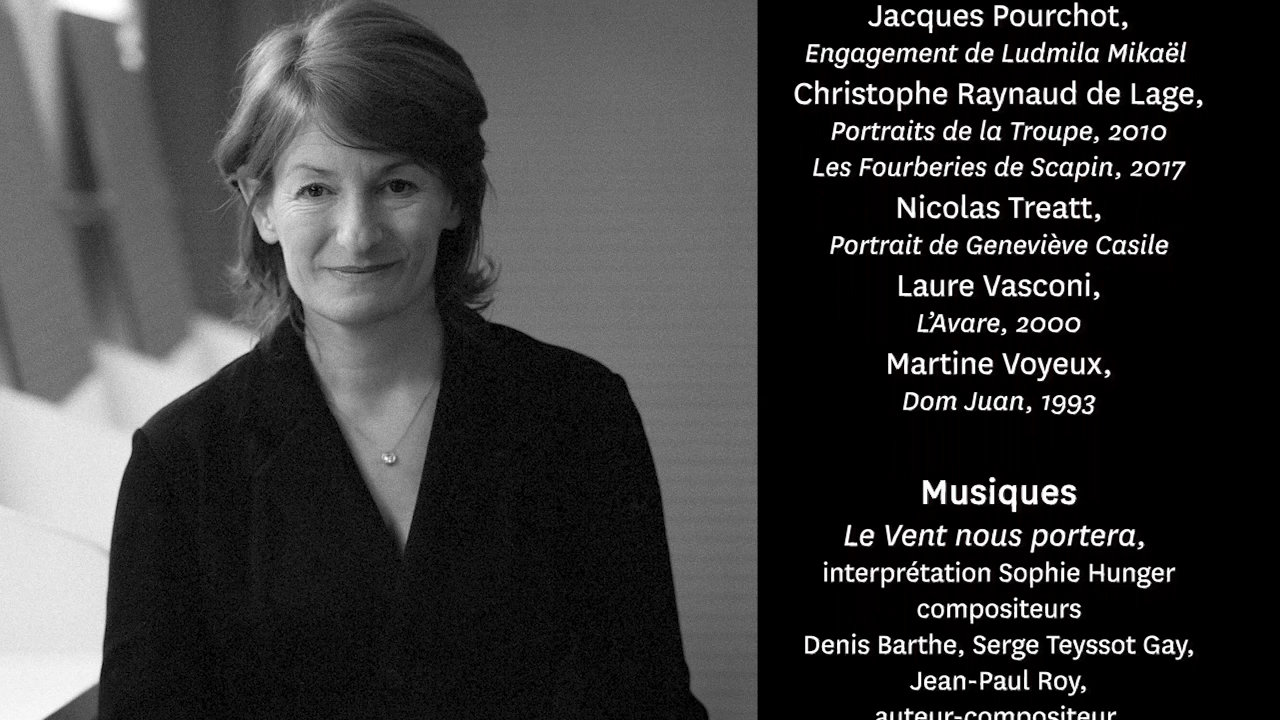 Jacques Pourchot,
Engagement de Ludmila Mikaël
Christophe Raynaud de Lage,
Portraits de la Troupe, 2010
Les Fourberies de Scapin, 2017
Nicolas Treatt,
Portrait de Geneviève Casile
Laure Vasconi,
L’Avare, 2000
Martine Voyeux,
Dom Juan, 1993
Musiques
Le Vent nous portera,
interprétation Sophie Hunger
compositeurs
Denis Barthe, Serge Teyssot Gay,
Jean-Paul Roy,
auteur-compositeur